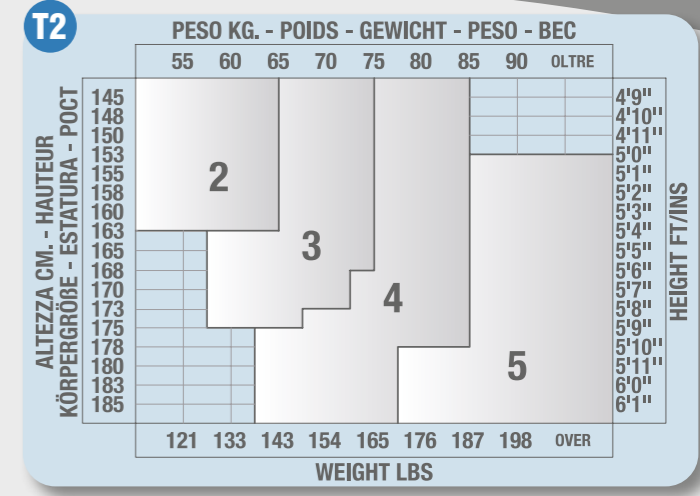 T2
PESO KG. - POIDS - GEWICHT - PESO - ВЕС
55 60 65 70 75 80 85 90 OLTRE
ALTEZZA CM. - HAUTEUR
KÖRPERGRÖßE - ESTATURA - РОСТ
145 4'9"
148 4'10"
150 4'11"
153 5'0"
155 5'1"
158 5'2"
160 5'3"
163 5'4"
165 5'5"
168 5'6"
170 5'7"
173 5'8"
175 5'9"
178 5'10"
180 5'11"
183 6'0"
185 6'1"
HEIGHT FT/INS
2
3
4
5
121 133 143 154 165 176 187 198 OVER
WEIGHT LBS